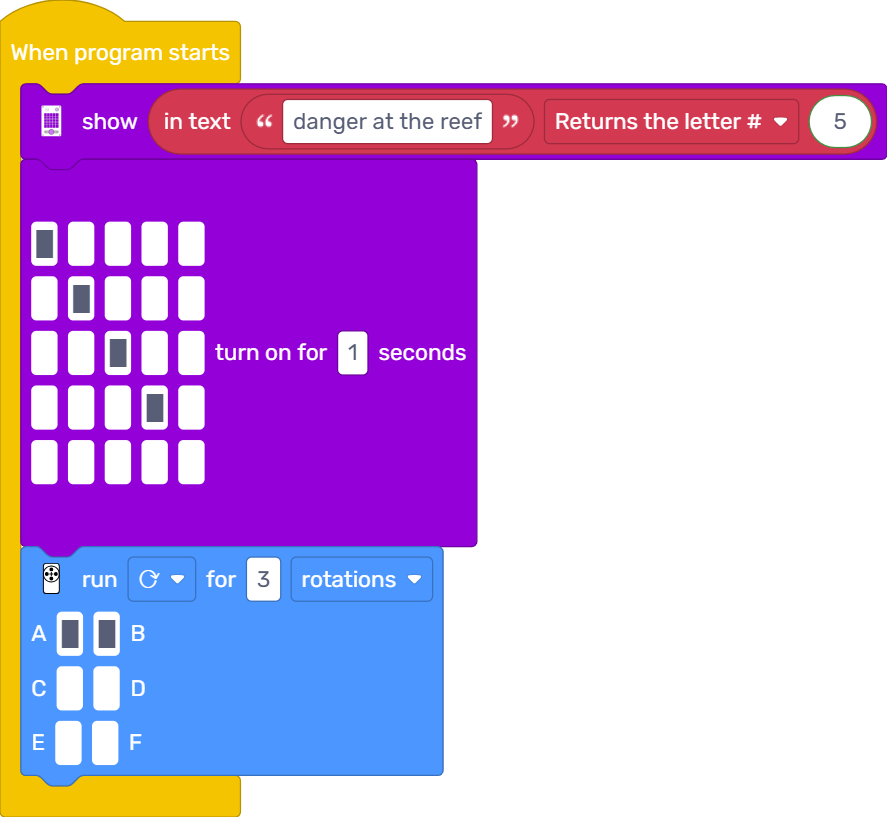 When program starts
show in text “ danger at the reef ” Returns the letter # 5
turn on for 1 seconds
run for 3 rotations
A B
C D
E F